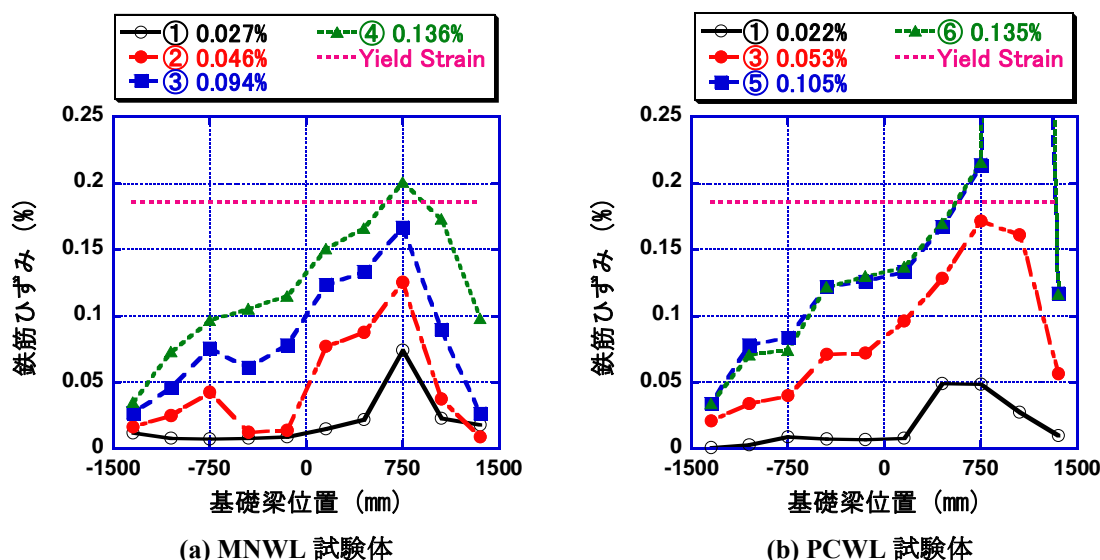 ① 0.027%
④ 0.136%
② 0.046%
Yield Strain
③ 0.094%
0.25
0.2
0.15
0.1
0.05
0
鉄筋ひずみ (%)
-1500 -750 0 750 1500
基礎梁位置 (mm)
(a) MNWL 試験体
① 0.022%
⑥ 0.135%
③ 0.053%
Yield Strain
⑤ 0.105%
0.25
0.2
0.15
0.1
0.05
0
鉄筋ひずみ (%)
-1500 -750 0 750 1500
基礎梁位置 (mm)
(b) PCWL 試験体